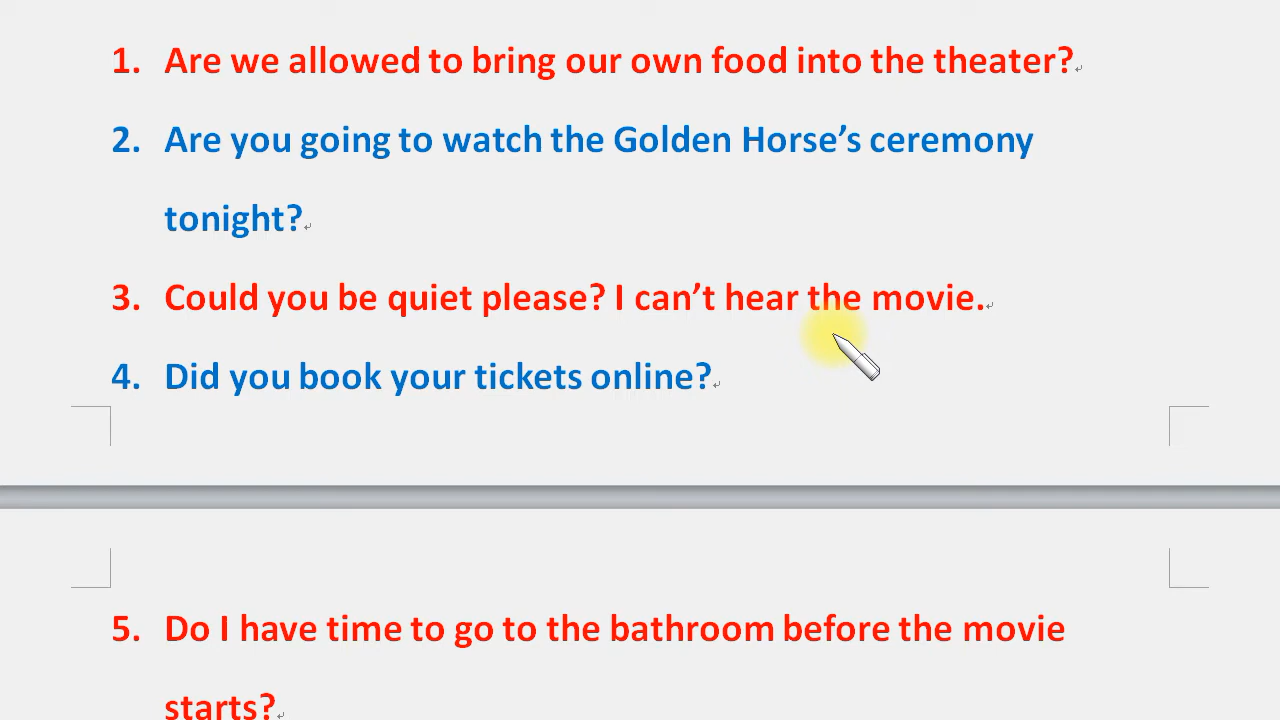 1. Are we allowed to bring our own food into the theater?
2. Are you going to watch the Golden Horse’s ceremony
tonight?
3. Could you be quiet please? I can’t hear the movie.
4. Did you book your tickets online?
5. Do I have time to go to the bathroom before the movie
starts?